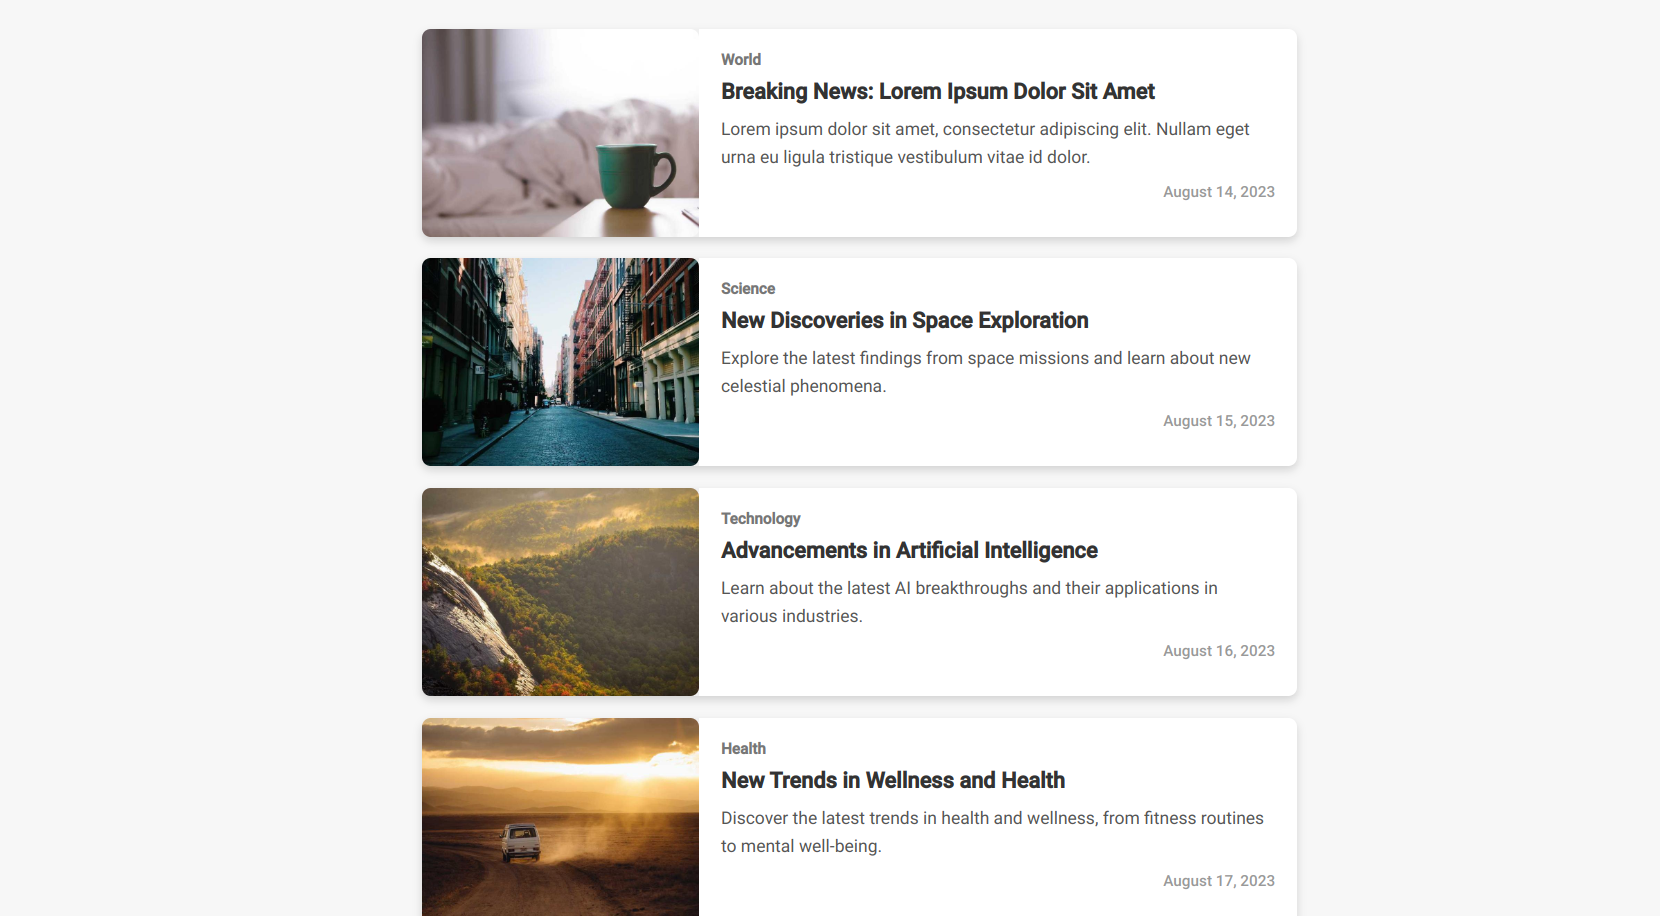 World
Breaking News: Lorem Ipsum Dolor Sit Amet
Lorem ipsum dolor sit amet, consectetur adipiscing elit. Nullam eget
urna eu ligula tristique vestibulum vitae id dolor.
August 14, 2023
Science
New Discoveries in Space Exploration
Explore the latest findings from space missions and learn about new
celestial phenomena.
August 15, 2023
Technology
Advancements in Artificial Intelligence
Learn about the latest AI breakthroughs and their applications in
various industries.
August 16, 2023
Health
New Trends in Wellness and Health
Discover the latest trends in health and wellness, from fitness routines
to mental well-being.
August 17, 2023